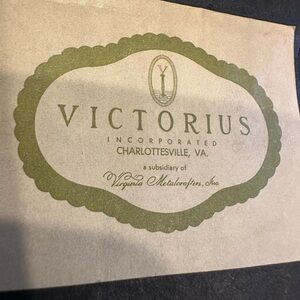 V
VICTORIUS
INCORPORATED
CHARLOTTESVILLE, VA.
a subsidiary of
Virginia Metalcrafters, Inc.